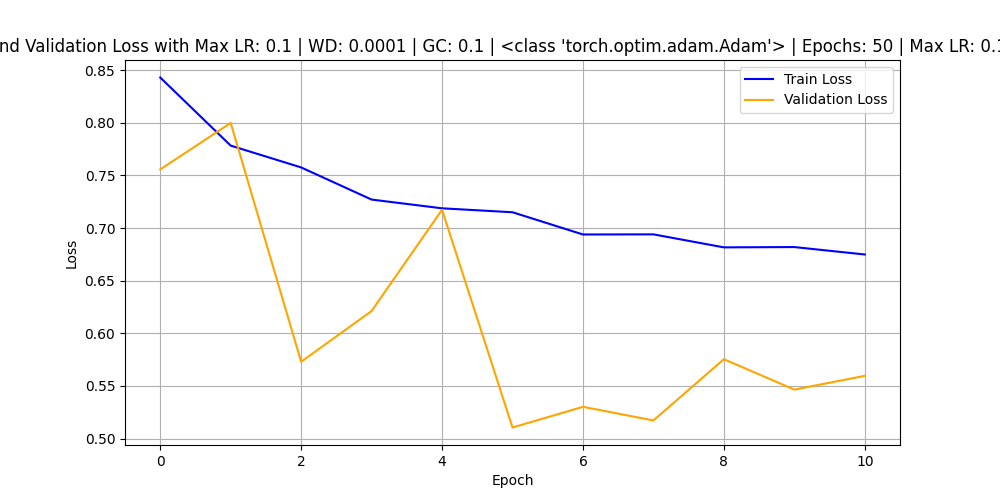 nd Validation Loss with Max LR: 0.1 | WD: 0.0001 | GC: 0.1 | <class 'torch.optim.adam.Adam'> | Epochs: 50 | Max LR: 0.1
Train Loss
Validation Loss
0.85
0.80
0.75
0.70
0.65
0.60
0.55
0.50
Loss
0 2 4 6 8 10
Epoch